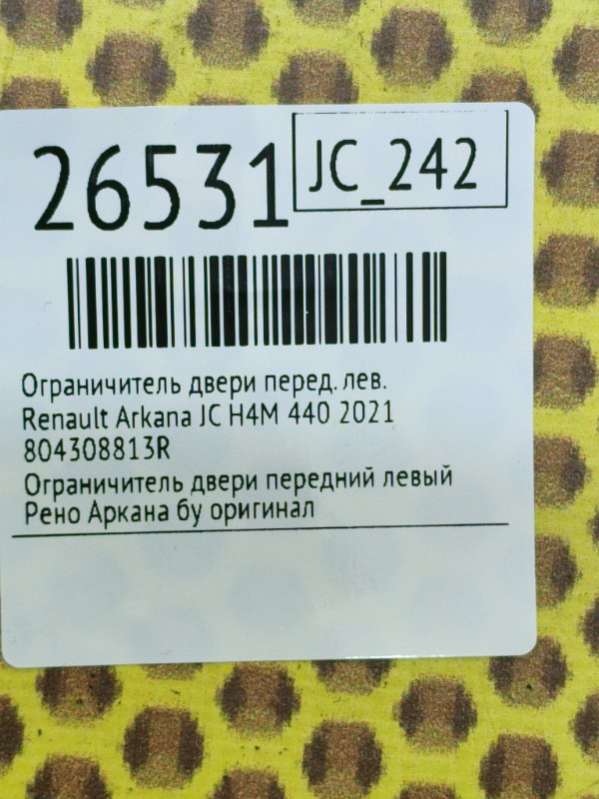 26531
JC_242
Ограничитель двери перед. лев.
Renault Arkana JC H4M 440 2021
804308813R
Ограничитель двери передний левый
Рено Аркана бу оригинал